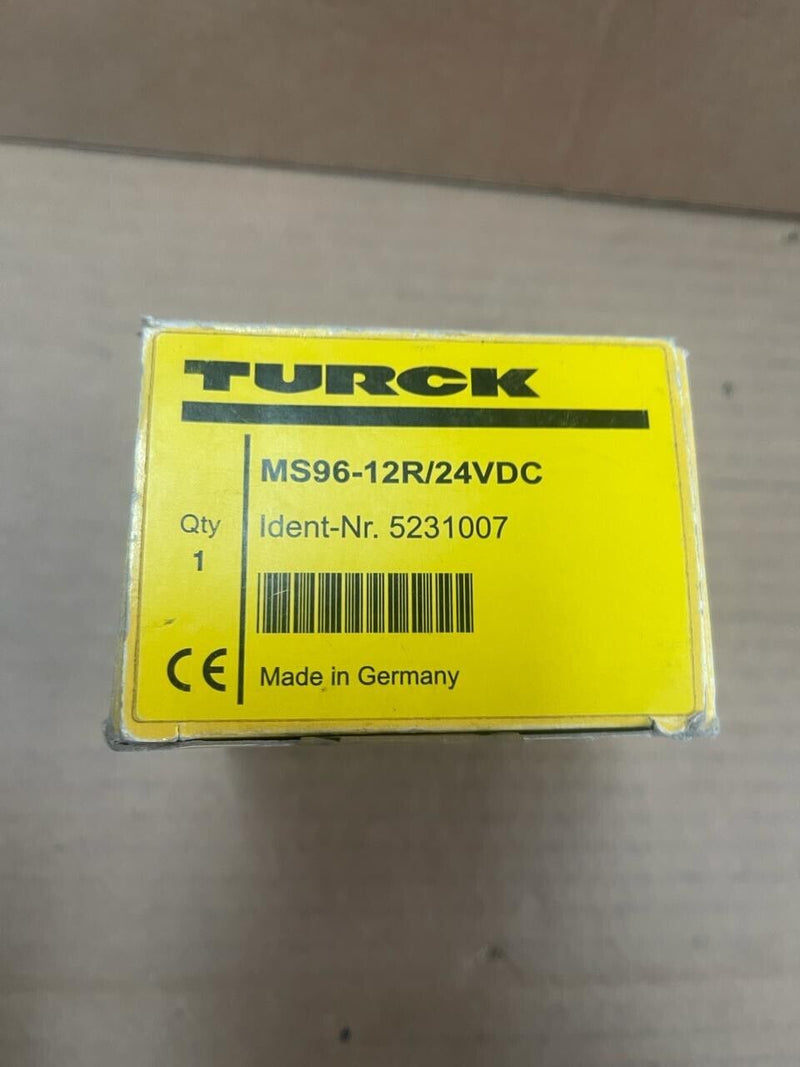 TURCK
MS96-12R/24VDC
Qty
1
Ident-Nr. 5231007
CE
Made in Germany